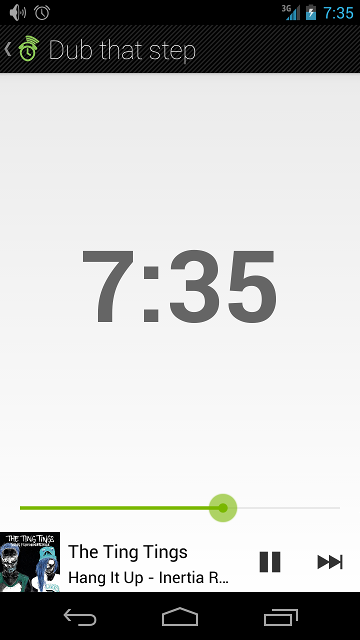 3G 7:35
Dub that step
7:35
THE TING TINGS
The Ting Tings
Hang It Up - Inertia R...